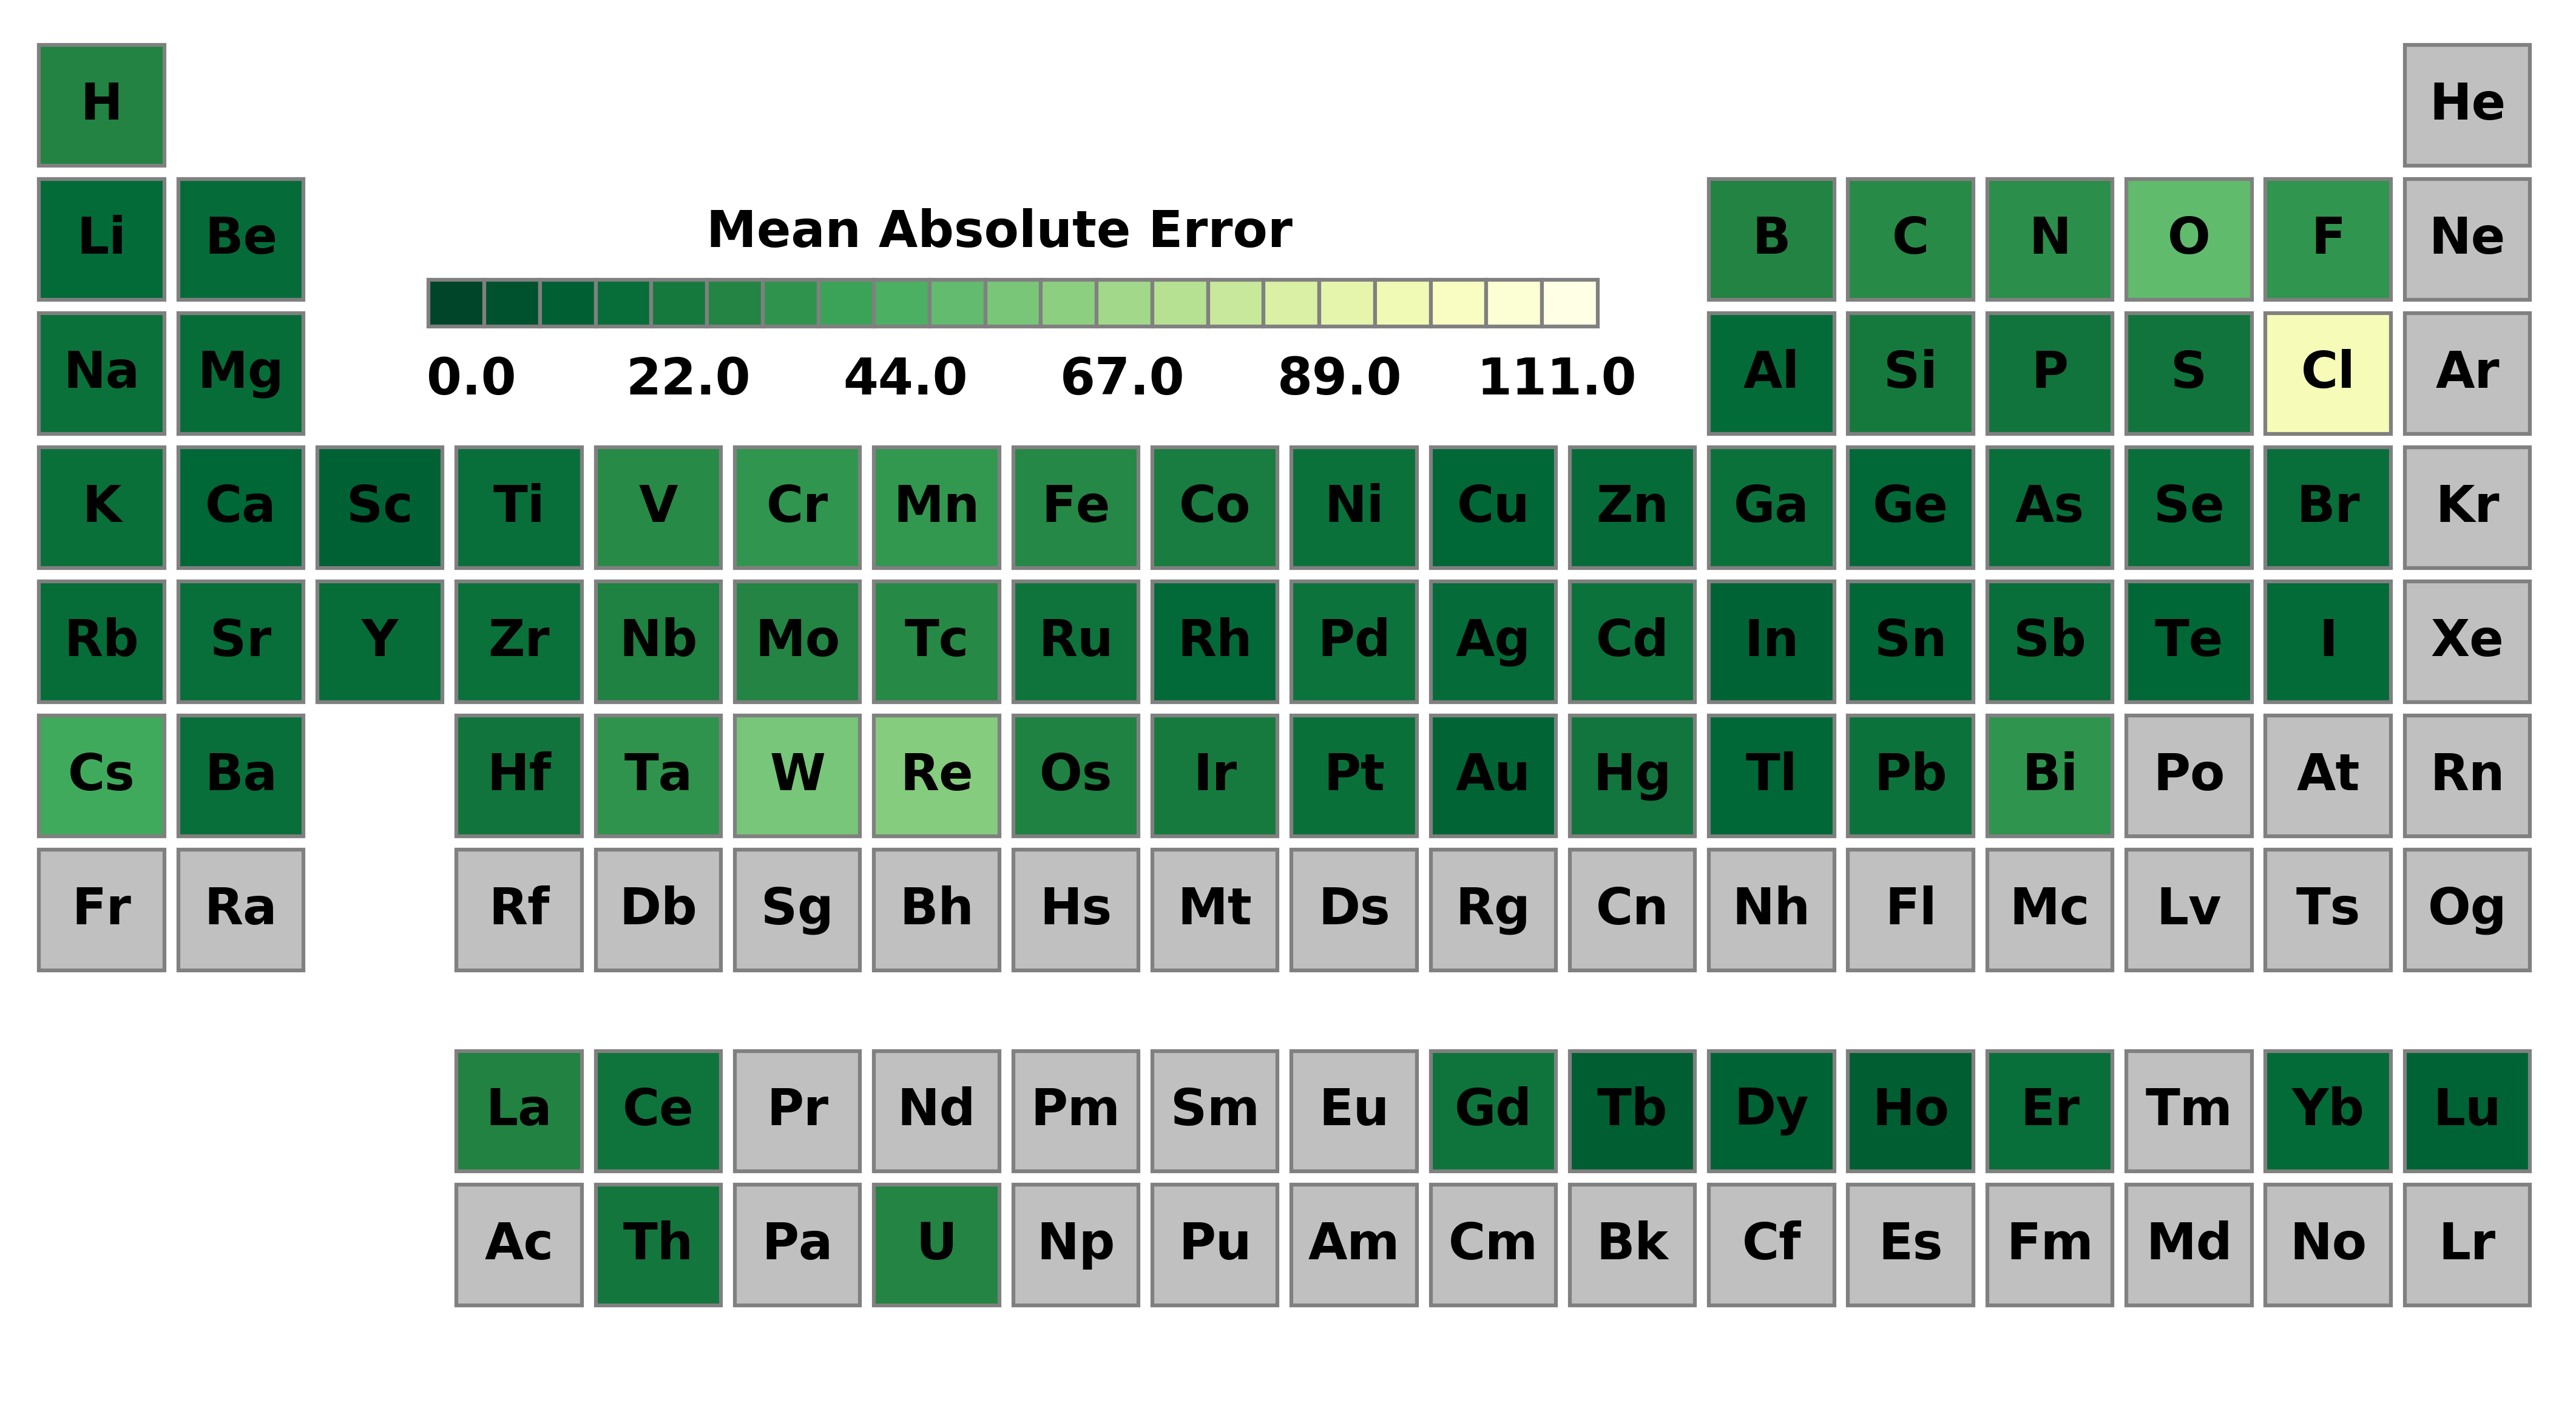 H He
Li Be B C N O F Ne
Mean Absolute Error
Na Mg Al Si P S Cl Ar
0.0 22.0 44.0 67.0 89.0 111.0
K Ca Sc Ti V Cr Mn Fe Co Ni Cu Zn Ga Ge As Se Br Kr
Rb Sr Y Zr Nb Mo Tc Ru Rh Pd Ag Cd In Sn Sb Te I Xe
Cs Ba Hf Ta W Re Os Ir Pt Au Hg Tl Pb Bi Po At Rn
Fr Ra Rf Db Sg Bh Hs Mt Ds Rg Cn Nh Fl Mc Lv Ts Og
La Ce Pr Nd Pm Sm Eu Gd Tb Dy Ho Er Tm Yb Lu
Ac Th Pa U Np Pu Am Cm Bk Cf Es Fm Md No Lr